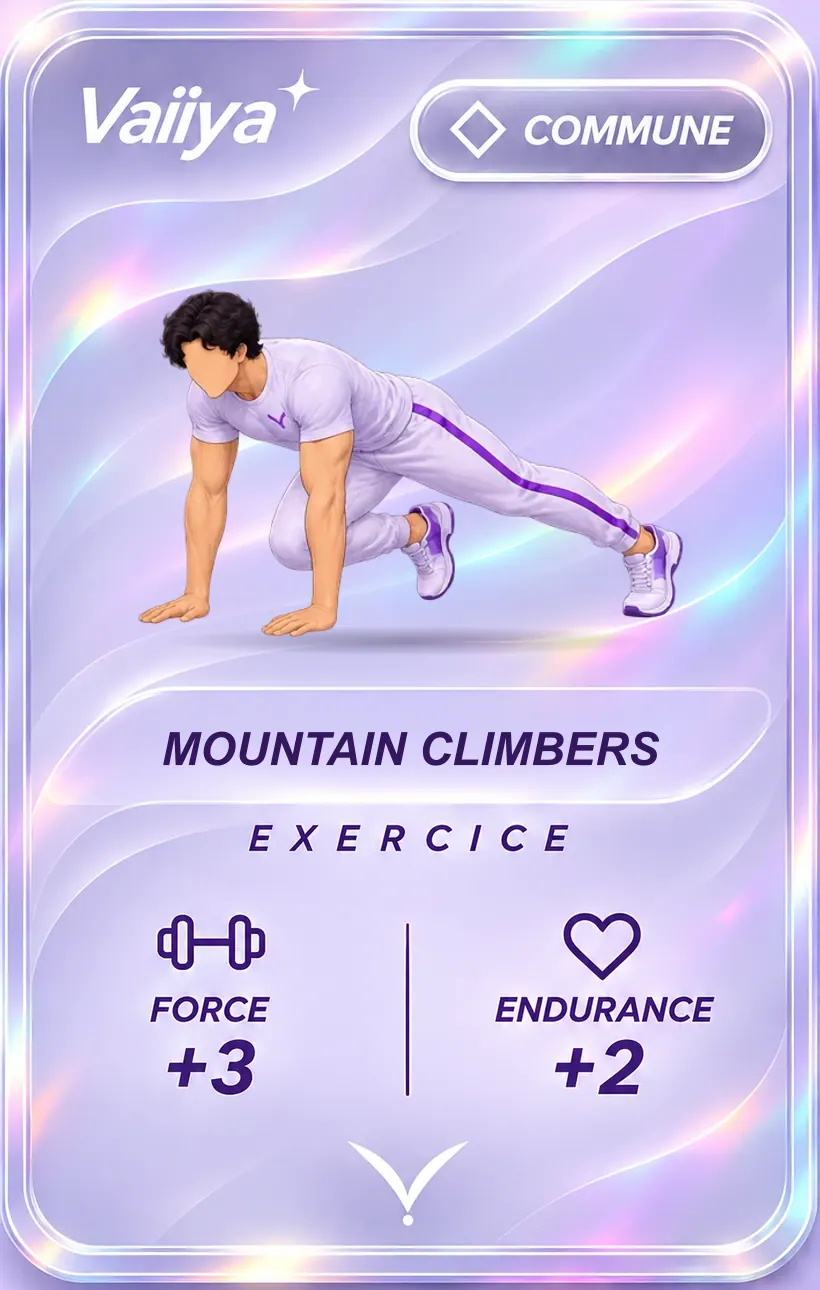 Vaiiya
COMMUNE
MOUNTAIN CLIMBERS
EXERCICE
FORCE
+3
ENDURANCE
+2